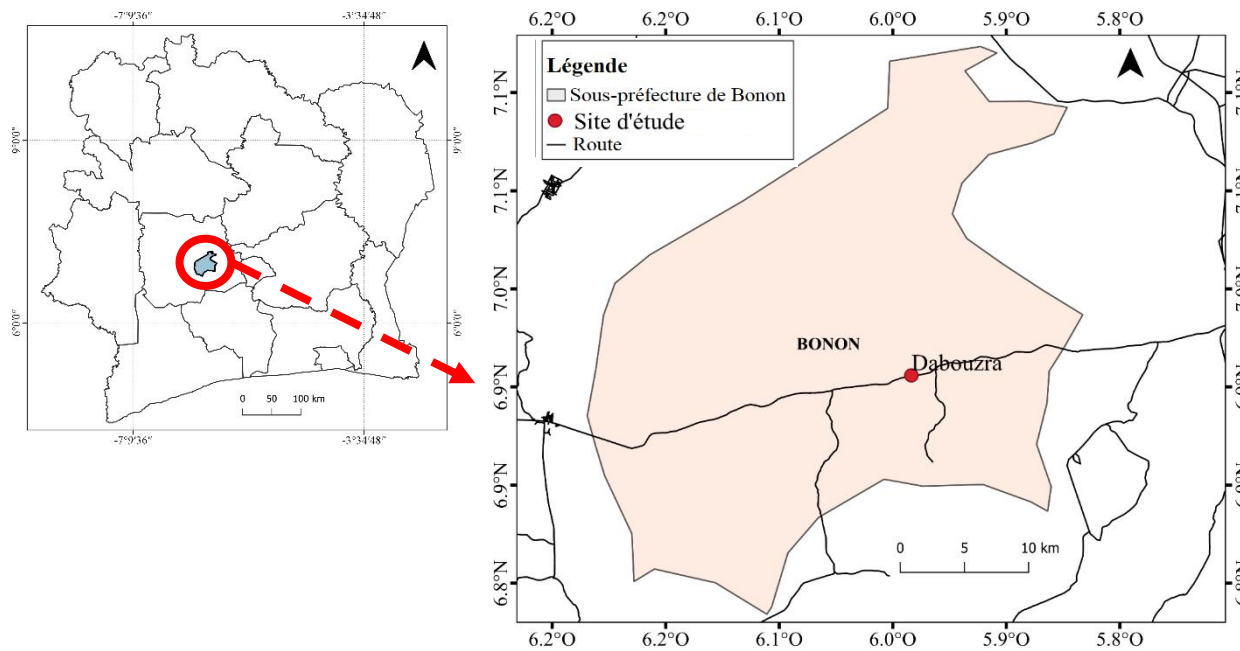 -7°9'36" -3°34'48"
9°0'0"
9°0'0"
6°0'0"
6°0'0"
0 50 100 km
-7°9'36" -3°34'48"
6.2°O 6.2°O 6.1°O 6.0°O 5.9°O 5.8°O
Légende
Sous-préfecture de Bonon
Site d'étude
Route
7.1°N
7.1°N
7.0°N
6.9°N
6.9°N
6.8°N
BONON
Dabouzra
0 5 10 km
6.2°O 6.2°O 6.1°O 6.0°O 5.9°O 5.8°O